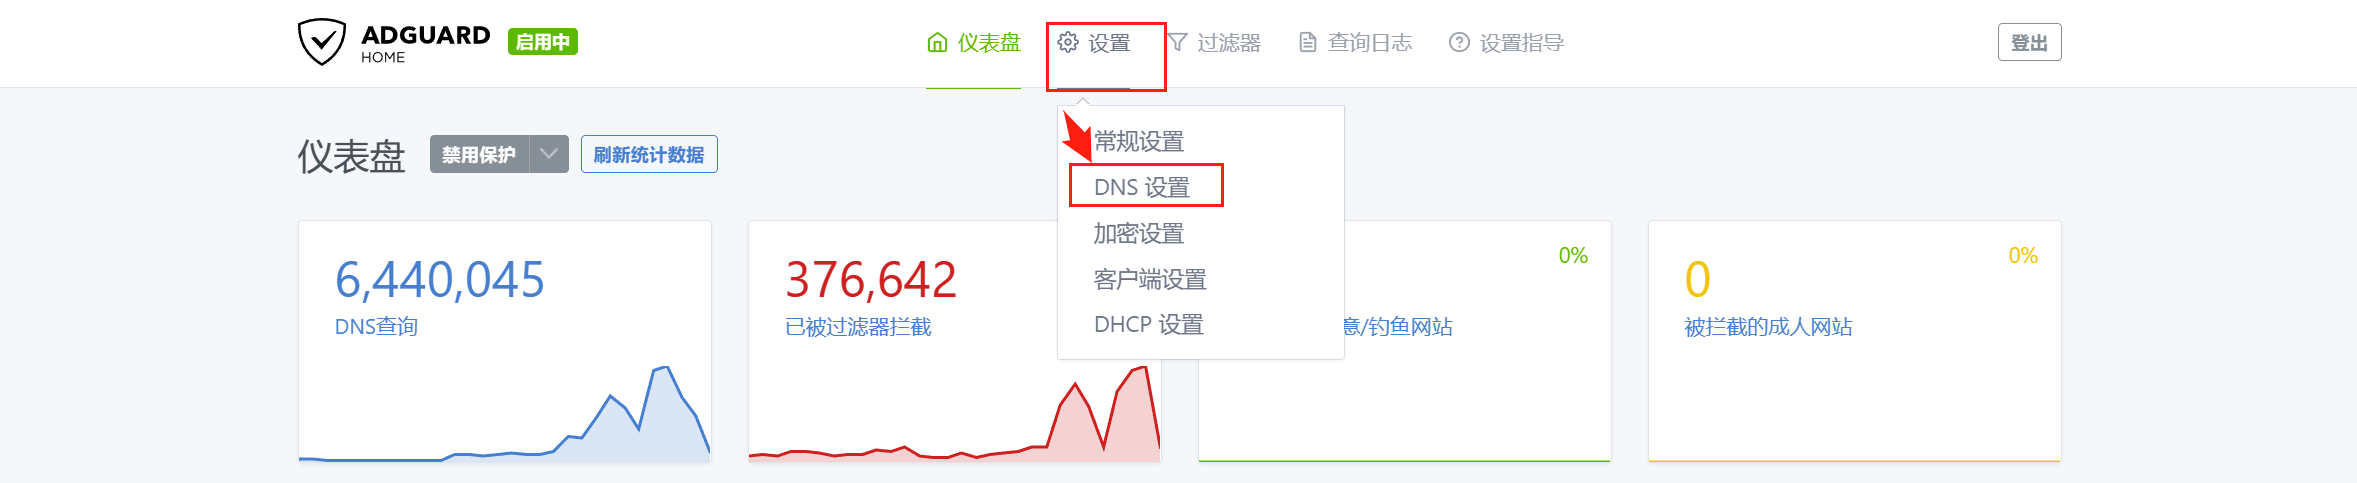 ADGUARD
HOME
启用中
仪表盘
设置
过滤器
查询日志
设置指导
登出
仪表盘
禁用保护
刷新统计数据
常规设置
DNS 设置
加密设置
客户端设置
DHCP 设置
6,440,045
DNS查询
376,642
已被过滤器拦截
0%
意/钓鱼网站
0
0%
被拦截的成人网站